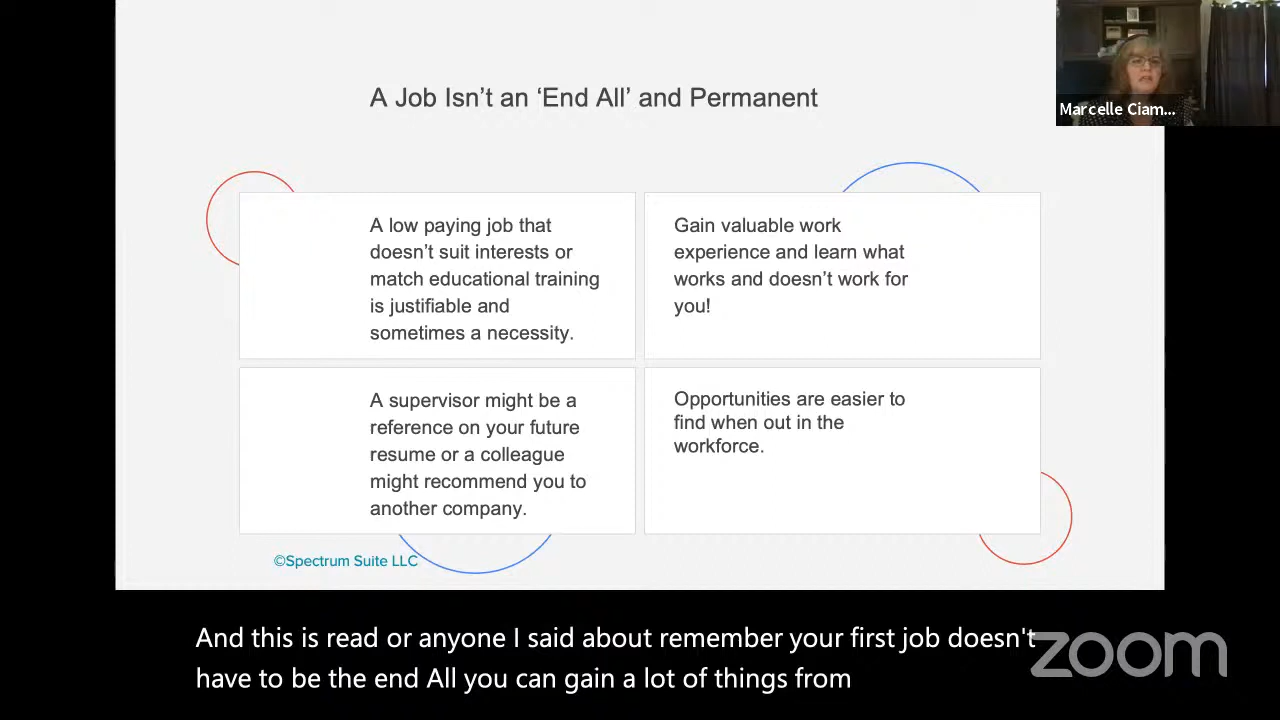 A Job Isn’t an ‘End All’ and Permanent
Marcelle Ciam...
A low paying job that
doesn’t suit interests or
match educational training
is justifiable and
sometimes a necessity.
Gain valuable work
experience and learn what
works and doesn’t work for
you!
A supervisor might be a
reference on your future
resume or a colleague
might recommend you to
another company.
Opportunities are easier to
find when out in the
workforce.
©Spectrum Suite LLC
And this is read or anyone I said about remember your first job doesn't
have to be the end All you can gain a lot of things from
zoom